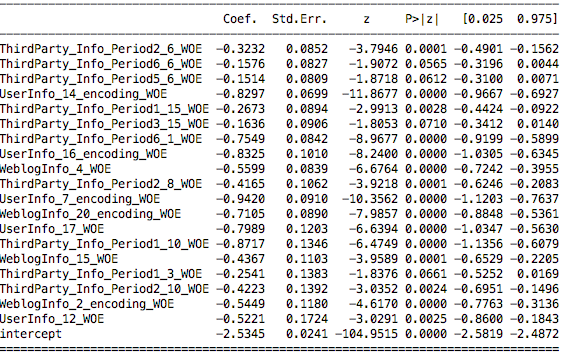 Coef. Std.Err. z P>|z| [0.025 0.975]
ThirdParty_Info_Period2_6_WOE -0.3232 0.0852 -3.7946 0.0001 -0.4901 -0.1562
ThirdParty_Info_Period6_6_WOE -0.1576 0.0827 -1.9072 0.0565 -0.3196 0.0044
ThirdParty_Info_Period5_6_WOE -0.1514 0.0809 -1.8718 0.0612 -0.3100 0.0071
UserInfo_14_encoding_WOE -0.8297 0.0699 -11.8677 0.0000 -0.9667 -0.6927
ThirdParty_Info_Period1_15_WOE -0.2673 0.0894 -2.9913 0.0028 -0.4424 -0.0922
ThirdParty_Info_Period3_15_WOE -0.1636 0.0906 -1.8053 0.0710 -0.3412 0.0140
ThirdParty_Info_Period6_1_WOE -0.7549 0.0842 -8.9677 0.0000 -0.9199 -0.5899
UserInfo_16_encoding_WOE -0.8325 0.1010 -8.2400 0.0000 -1.0305 -0.6345
WeblogInfo_4_WOE -0.5599 0.0839 -6.6764 0.0000 -0.7242 -0.3955
ThirdParty_Info_Period2_8_WOE -0.4165 0.1062 -3.9218 0.0001 -0.6246 -0.2083
UserInfo_7_encoding_WOE -0.9420 0.0910 -10.3562 0.0000 -1.1203 -0.7637
WeblogInfo_20_encoding_WOE -0.7105 0.0890 -7.9857 0.0000 -0.8848 -0.5361
UserInfo_17_WOE -0.7989 0.1203 -6.6394 0.0000 -1.0347 -0.5630
ThirdParty_Info_Period1_10_WOE -0.8717 0.1346 -6.4749 0.0000 -1.1356 -0.6079
WeblogInfo_15_WOE -0.4367 0.1103 -3.9589 0.0001 -0.6529 -0.2205
ThirdParty_Info_Period1_3_WOE -0.2541 0.1383 -1.8376 0.0661 -0.5252 0.0169
ThirdParty_Info_Period2_10_WOE -0.4223 0.1392 -3.0352 0.0024 -0.6951 -0.1496
WeblogInfo_2_encoding_WOE -0.5449 0.1180 -4.6170 0.0000 -0.7763 -0.3136
UserInfo_12_WOE -0.5221 0.1724 -3.0291 0.0025 -0.8600 -0.1843
intercept -2.5345 0.0241 -104.9515 0.0000 -2.5819 -2.4872